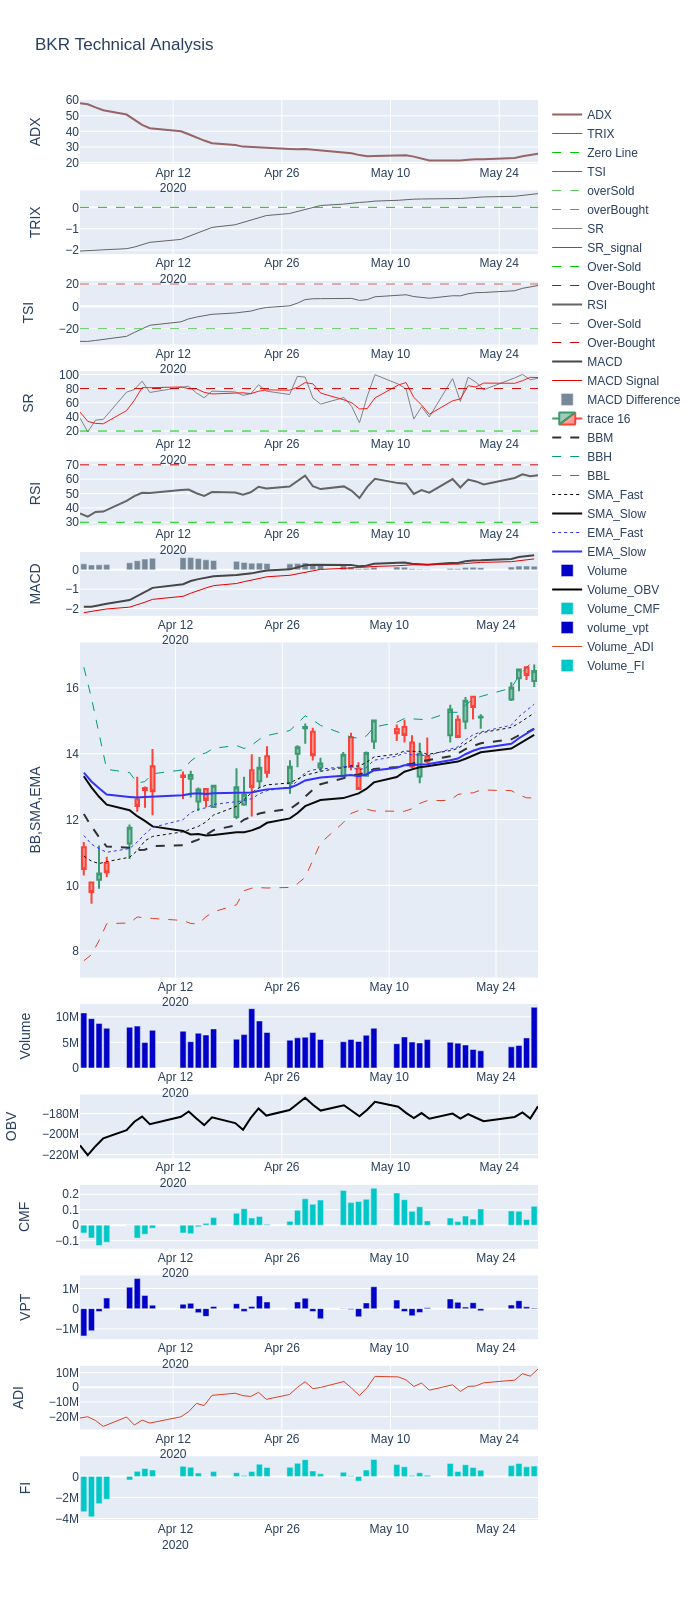 BKR Technical Analysis
ADX
60
50
40
30
20
Apr 12
2020
Apr 26
May 10
May 24
TRIX
0
−1
−2
Apr 12
2020
Apr 26
May 10
May 24
TSI
20
0
−20
Apr 12
2020
Apr 26
May 10
May 24
SR
100
80
60
40
20
Apr 12
2020
Apr 26
May 10
May 24
RSI
70
60
50
40
30
Apr 12
2020
Apr 26
May 10
May 24
MACD
0
−1
−2
Apr 12
2020
Apr 26
May 10
May 24
BB,SMA,EMA
16
14
12
10
8
Apr 12
2020
Apr 26
May 10
May 24
Volume
10M
5M
0
Apr 12
2020
Apr 26
May 10
May 24
OBV
−180M
−200M
−220M
Apr 12
2020
Apr 26
May 10
May 24
CMF
0.2
0.1
0
−0.1
Apr 12
2020
Apr 26
May 10
May 24
VPT
1M
0
−1M
Apr 12
2020
Apr 26
May 10
May 24
ADI
10M
0
−10M
−20M
Apr 12
2020
Apr 26
May 10
May 24
FI
0
−2M
−4M
Apr 12
2020
Apr 26
May 10
May 24
ADX
TRIX
Zero Line
TSI
overSold
overBought
SR
SR_signal
Over-Sold
Over-Bought
RSI
Over-Sold
Over-Bought
MACD
MACD Signal
MACD Difference
trace 16
BBM
BBH
BBL
SMA_Fast
SMA_Slow
EMA_Fast
EMA_Slow
Volume
Volume_OBV
Volume_CMF
volume_vpt
Volume_ADI
Volume_FI